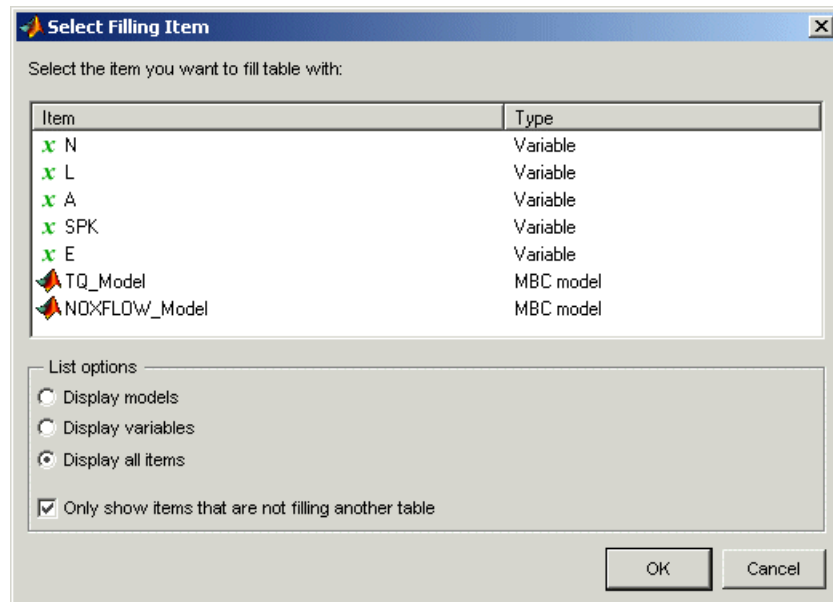 Select Filling Item
Select the item you want to fill table with:
Item Type
x N Variable
x L Variable
x A Variable
x SPK Variable
x E Variable
TQ_Model MBC model
NOXFLOW_Model MBC model
List options
Display models
Display variables
Display all items
Only show items that are not filling another table
OK Cancel